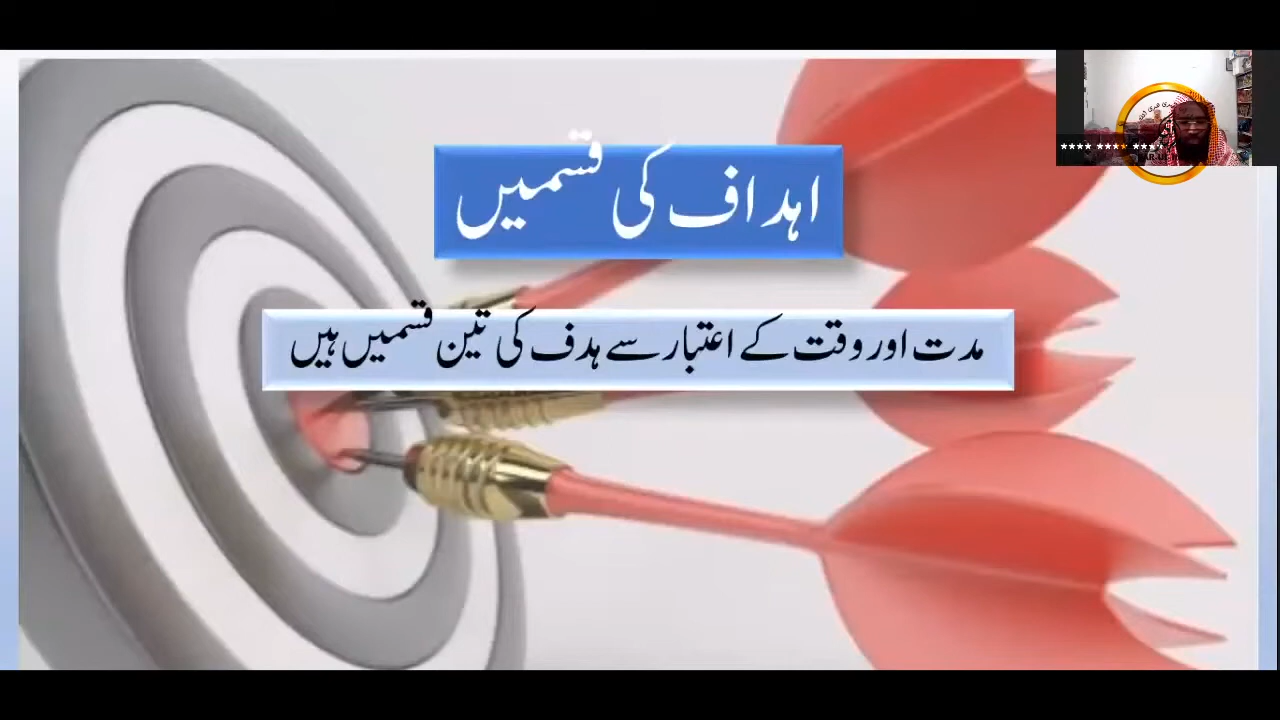 اہداف کی قسمیں
مدت اور وقت کے اعتبار سے ہدف کی تین قسمیں ہیں